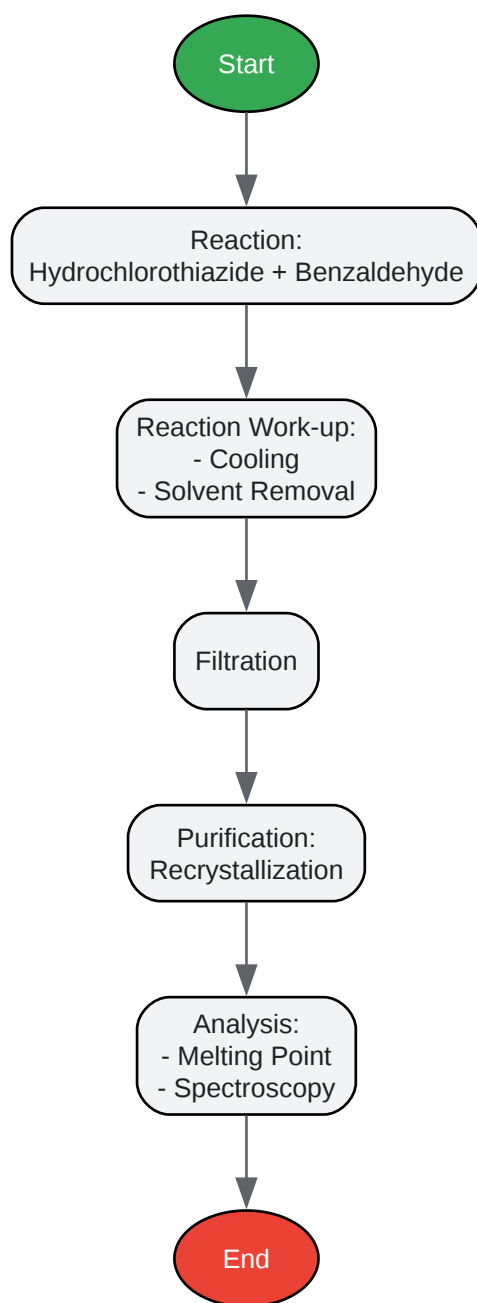 Start
Reaction:
Hydrochlorothiazide + Benzaldehyde
Reaction Work-up:
- Cooling
- Solvent Removal
Filtration
Purification:
Recrystallization
Analysis:
- Melting Point
- Spectroscopy
End